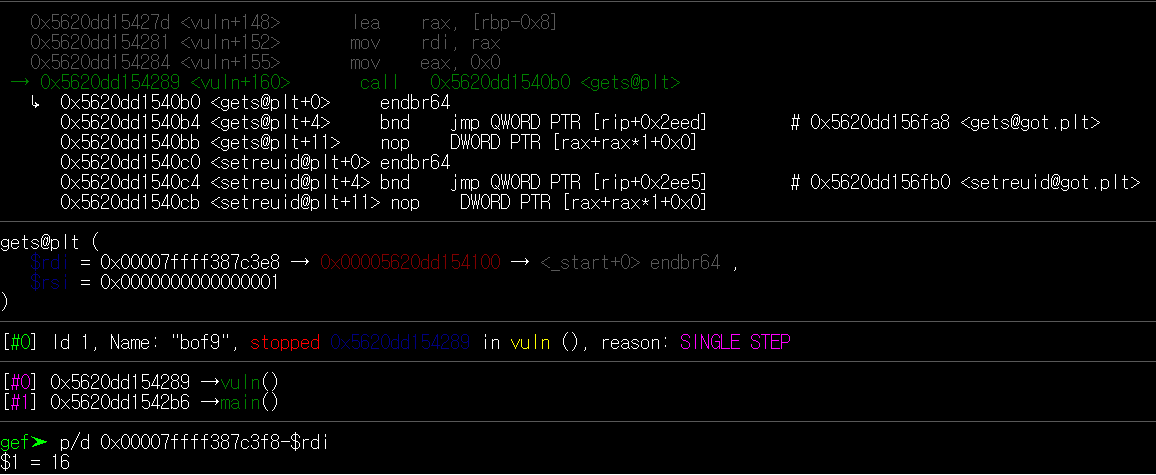 0x5620dd15427d <vuln+148> lea rax, [rbp-0x8]
0x5620dd154281 <vuln+152> mov rdi, rax
0x5620dd154284 <vuln+155> mov eax, 0x0
→ 0x5620dd154289 <vuln+160> call 0x5620dd1540b0 <gets@plt>
↳ 0x5620dd1540b0 <gets@plt+0> endbr64
0x5620dd1540b4 <gets@plt+4> bnd jmp QWORD PTR [rip+0x2eed] # 0x5620dd156fa8 <gets@got.plt>
0x5620dd1540bb <gets@plt+11> nop DWORD PTR [rax+rax*1+0x0]
0x5620dd1540c0 <setreuid@plt+0> endbr64
0x5620dd1540c4 <setreuid@plt+4> bnd jmp QWORD PTR [rip+0x2ee5] # 0x5620dd156fb0 <setreuid@got.plt>
0x5620dd1540cb <setreuid@plt+11> nop DWORD PTR [rax+rax*1+0x0]
gets@plt (
$rdi = 0x00007ffff387c3e8 → 0x00005620dd154100 → <_start+0> endbr64 ,
$rsi = 0x0000000000000001
)
[#0] Id 1, Name: "bof9", stopped 0x5620dd154289 in vuln (), reason: SINGLE STEP
[#0] 0x5620dd154289 → vuln()
[#1] 0x5620dd1542b6 → main()
gef➤ p/d 0x00007ffff387c3f8-$rdi
$1 = 16